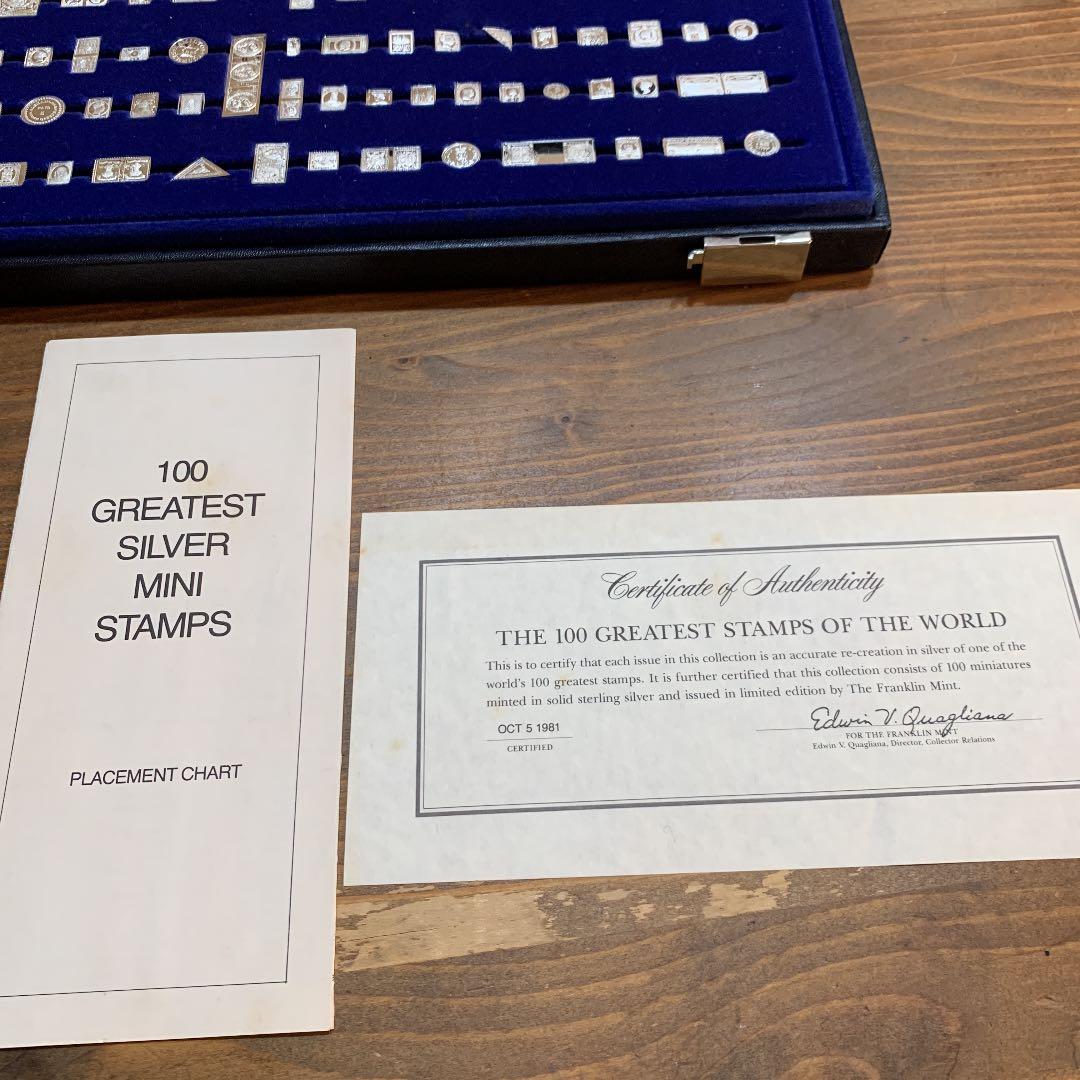 100
GREATEST
SILVER
MINI
STAMPS
PLACEMENT CHART
Certificate of Authenticity
THE 100 GREATEST STAMPS OF THE WORLD
This is to certify that each issue in this collection is an accurate re-creation in silver of one of the
world's 100 greatest stamps. It is further certified that this collection consists of 100 miniatures
minted in solid sterling silver and issued in limited edition by The Franklin Mint.
OCT 5 1981
CERTIFIED
Edwin V. Quagliana
FOR THE FRANKLIN MINT
Edwin V. Quagliana, Director, Collector Relations